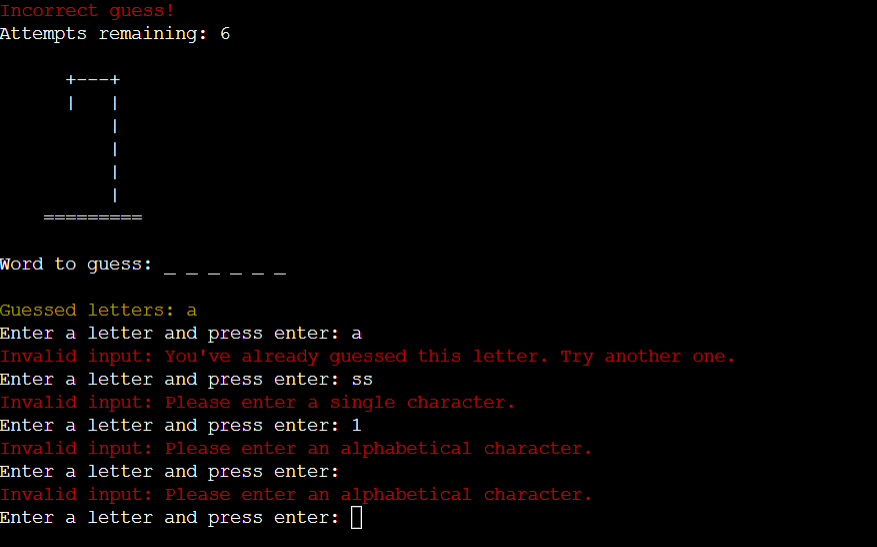 Incorrect guess!
Attempts remaining: 6
+---+
|   |
|
|
|
|
=========
Word to guess: _ _ _ _ _ _
Guessed letters: a
Enter a letter and press enter: a
Invalid input: You've already guessed this letter. Try another one.
Enter a letter and press enter: ss
Invalid input: Please enter a single character.
Enter a letter and press enter: 1
Invalid input: Please enter an alphabetical character.
Enter a letter and press enter:
Invalid input: Please enter an alphabetical character.
Enter a letter and press enter: